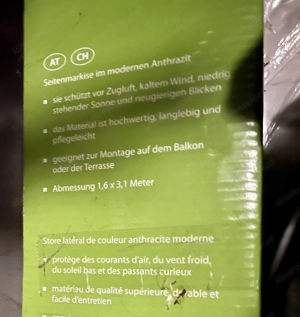 AT CH
Seitenmarkise im modernen Anthrazit
▪ sie schützt vor Zugluft, kaltem Wind, niedrig
stehender Sonne und neugierigen Blicken
▪ das Material ist hochwertig, langlebig und
pflegeleicht
▪ geeignet zur Montage auf dem Balkon
oder der Terrasse
▪ Abmessung 1,6 x 3,1 Meter
Store latéral de couleur anthracite moderne
▪ protège des courants d'air, du vent froid,
du soleil bas et des passants curieux
▪ matériau de qualité supérieure, durable et
facile d'entretien